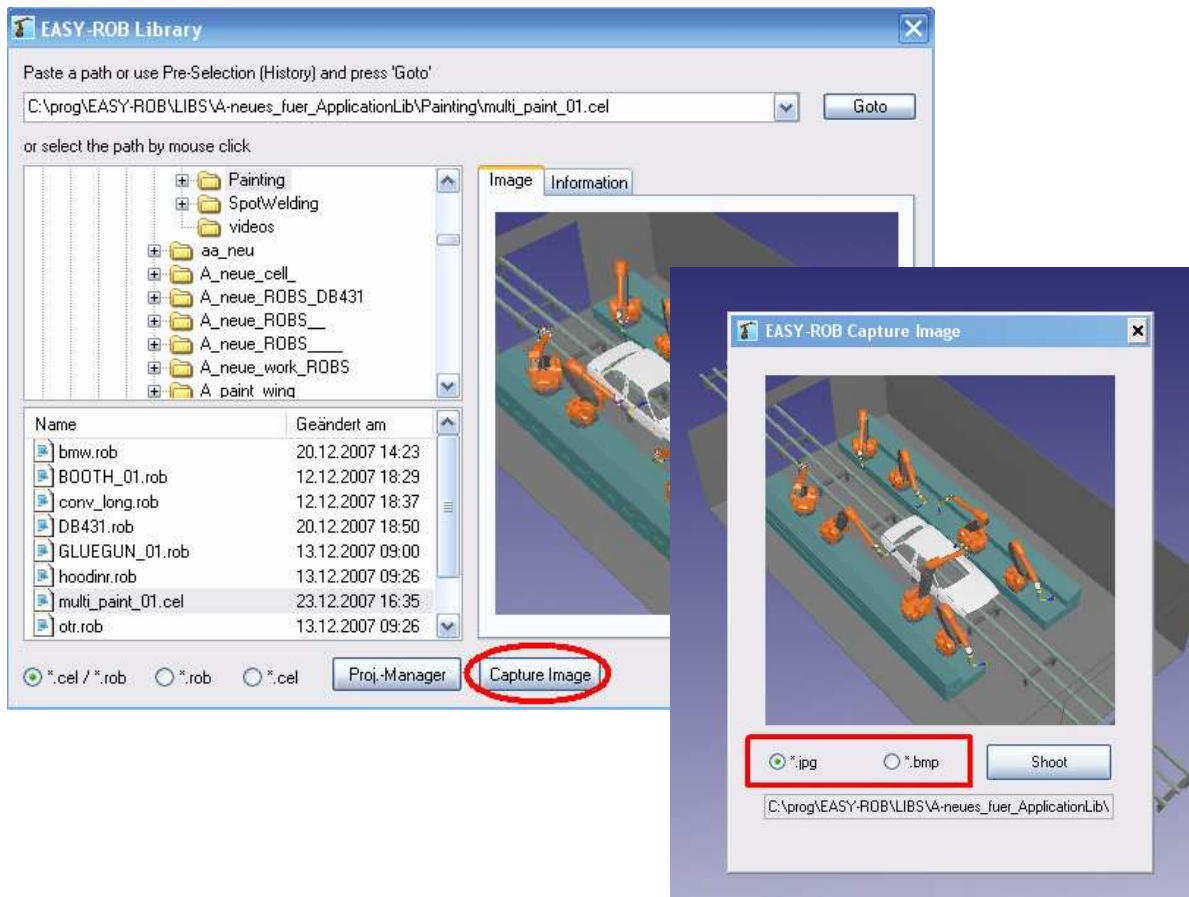 EASY-ROB Library
Paste a path or use Pre-Selection (History) and press 'Goto'
C:\prog\EASY-ROB\LIBS\A-neues_fuer_ApplicationLib\Painting\multi_paint_01.cel
Goto
or select the path by mouse click
Painting
SpotWelding
videos
aa_neu
A_neue_cell_
A_neue_ROBS_DB431
A_neue_ROBS__
A_neue_ROBS____
A_neue_work_ROBS
A_paint_wing
Image Information
Name Geändert am
bmw.rob 20.12.2007 14:23
BOOTH_01.rob 12.12.2007 18:29
conv_long.rob 12.12.2007 18:37
DB431.rob 20.12.2007 18:50
GLUEGUN_01.rob 13.12.2007 09:00
hoodinr.rob 13.12.2007 09:26
multi_paint_01.cel 23.12.2007 16:35
otr.rob 13.12.2007 09:26
*.cel / *.rob *.rob *.cel Proj.-Manager Capture Image
EASY-ROB Capture Image
*.jpg *.bmp Shoot
C:\prog\EASY-ROB\LIBS\A-neues_fuer_ApplicationLib\